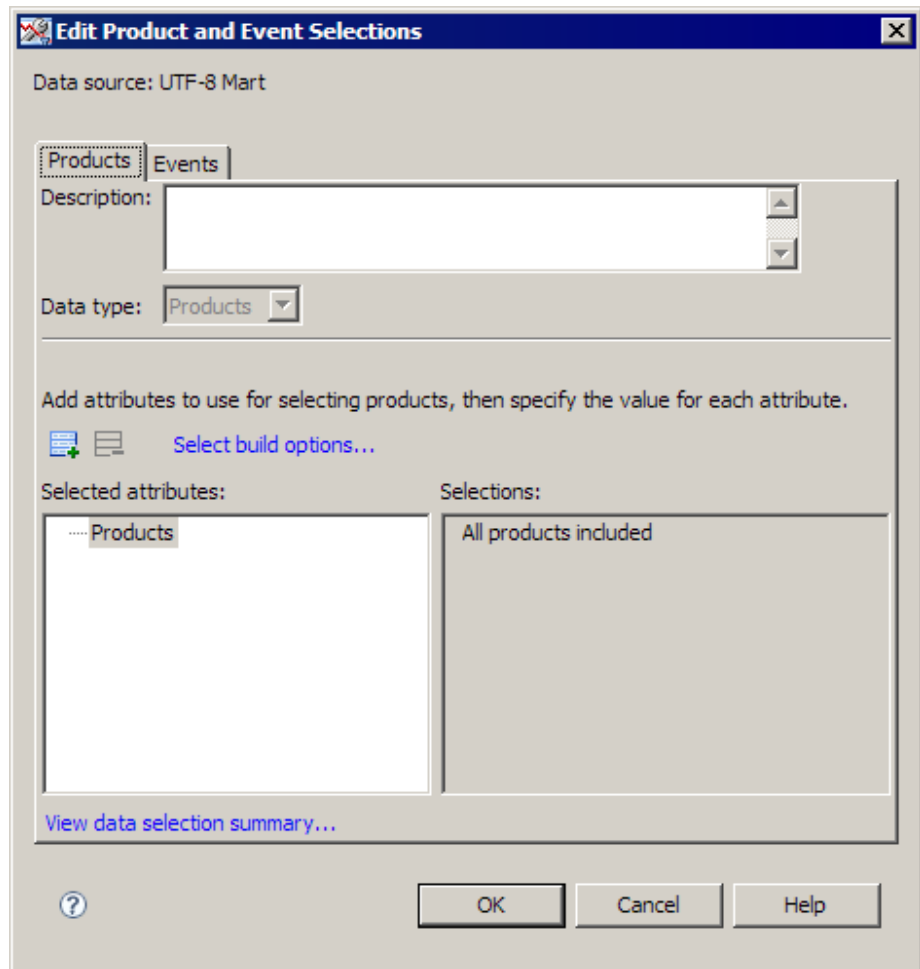 Edit Product and Event Selections
Data source: UTF-8 Mart
Products Events
Description:
Data type: Products
Add attributes to use for selecting products, then specify the value for each attribute.
Select build options...
Selected attributes: Selections:
Products All products included
View data selection summary...
? OK Cancel Help